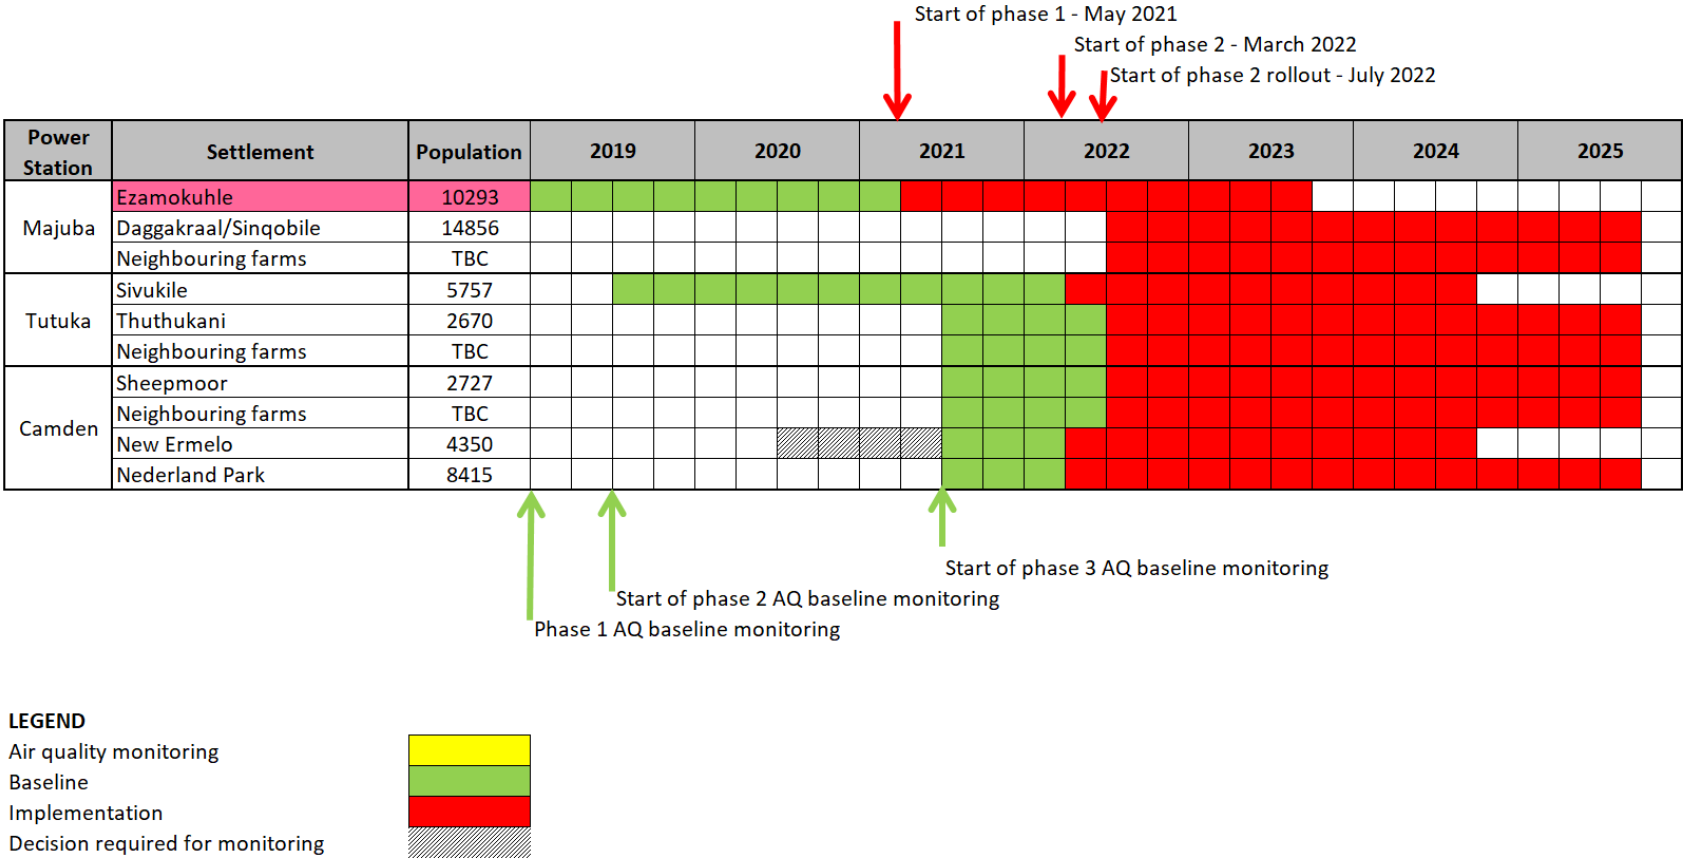 Start of phase 1 - May 2021
Start of phase 2 - March 2022
Start of phase 2 rollout - July 2022
Power Station Settlement Population 2019 2020 2021 2022 2023 2024 2025
Majuba
Ezamokuhle 10293
Daggakraal/Sinqobile 14856
Neighbouring farms TBC
Tutuka
Sivukile 5757
Thuthukani 2670
Neighbouring farms TBC
Camden
Sheepmoor 2727
Neighbouring farms TBC
New Ermelo 4350
Nederland Park 8415
Start of phase 3 AQ baseline monitoring
Start of phase 2 AQ baseline monitoring
Phase 1 AQ baseline monitoring
LEGEND
Air quality monitoring
Baseline
Implementation
Decision required for monitoring